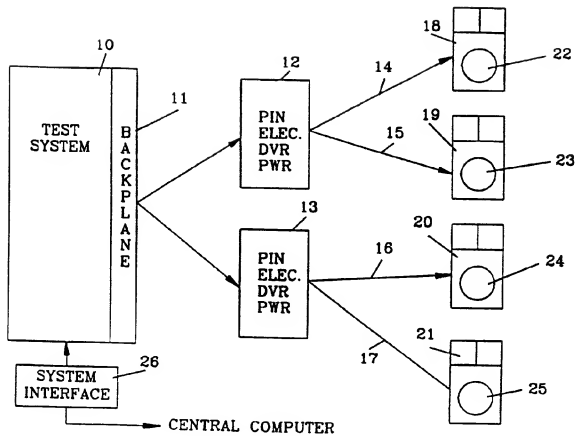 10
TEST
SYSTEM
BACKPLANE
11
12
PIN
ELEC.
DVR
PWR
13
PIN
ELEC.
DVR
PWR
14
15
16
17
18
22
19
23
20
24
21
25
SYSTEM
INTERFACE
26
CENTRAL COMPUTER